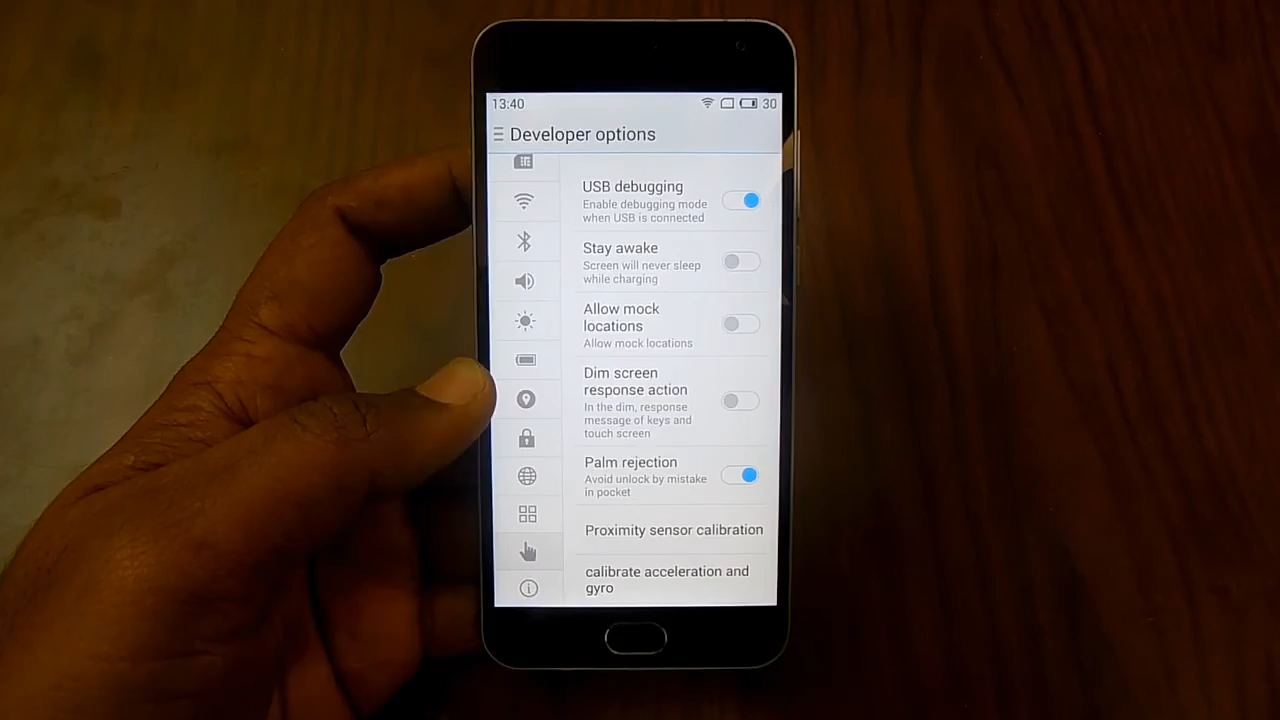 13:40
30
Developer options
USB debugging
Enable debugging mode
when USB is connected
Stay awake
Screen will never sleep
while charging
Allow mock
locations
Allow mock locations
Dim screen
response action
In the dim, response
message of keys and
touch screen
Palm rejection
Avoid unlock by mistake
in pocket
Proximity sensor calibration
calibrate acceleration and
gyro